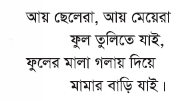 আয় ছেলেরা, আয় মেয়েরা
ফুল তুলিতে যাই,
ফুলের মালা গলায় দিয়ে
মামার বাড়ি যাই।